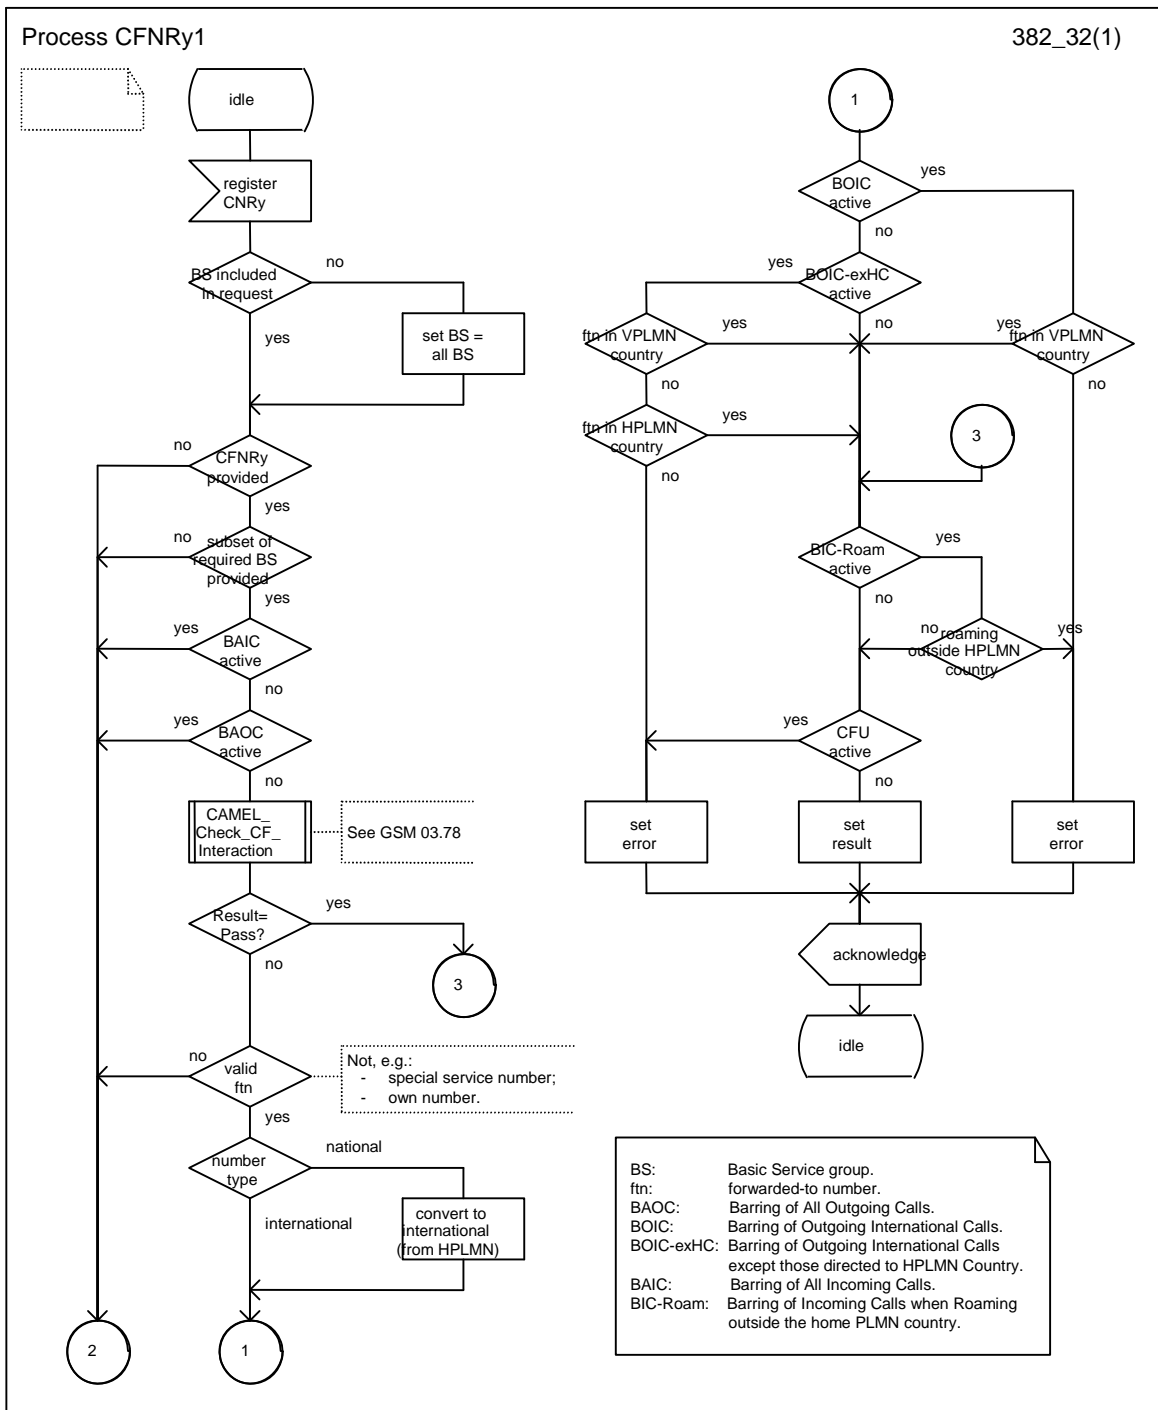 Process CFNRy1
382_32(1)
idle
register
CNRy
BS included
in request
no
yes
set BS =
all BS
no
CFNRy
provided
yes
no
subset of
required BS
provided
yes
yes
BAIC
active
no
yes
BAOC
active
no
CAMEL_
Check_CF_
Interaction
See GSM 03.78
Result=
Pass?
yes
no
3
no
valid
ftn
yes
Not, e.g.:
- special service number;
- own number.
number
type
national
international
convert to
international
(from HPLMN)
2
1
1
BOIC
active
yes
no
yes
BOIC-exHC
active
no
ftn in VPLMN
country
yes
no
yes
ftn in VPLMN
country
no
ftn in HPLMN
country
yes
no
3
BIC-Roam
active
yes
no
no
roaming
outside HPLMN
country
yes
yes
CFU
active
no
set
error
set
result
set
error
acknowledge
idle
BS: Basic Service group.
ftn: forwarded-to number.
BAOC: Barring of All Outgoing Calls.
BOIC: Barring of Outgoing International Calls.
BOIC-exHC: Barring of Outgoing International Calls
except those directed to HPLMN Country.
BAIC: Barring of All Incoming Calls.
BIC-Roam: Barring of Incoming Calls when Roaming
outside the home PLMN country.